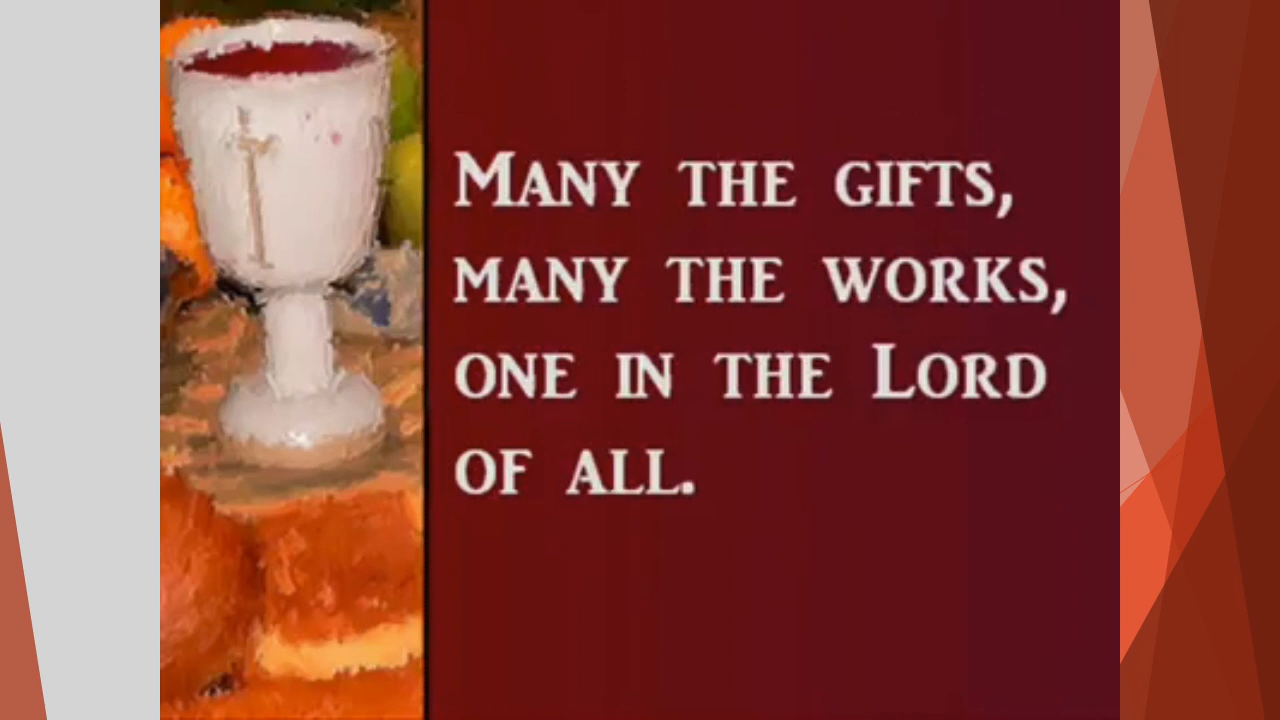 Many the gifts,
many the works,
one in the Lord
of all.